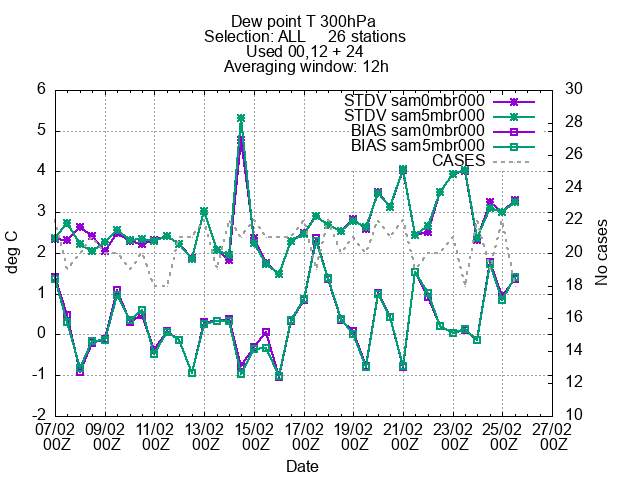 Dew point T 300hPa
Selection: ALL 26 stations
Used 00,12 + 24
Averaging window: 12h
STDV sam0mbr000
STDV sam5mbr000
BIAS sam0mbr000
BIAS sam5mbr000
CASES
deg C
6
5
4
3
2
1
0
-1
-2
30
28
26
24
22
20
18
16
14
12
10
No cases
07/02 09/02 11/02 13/02 15/02 17/02 19/02 21/02 23/02 25/02 27/02
00Z 00Z 00Z 00Z 00Z 00Z 00Z 00Z 00Z 00Z 00Z
Date